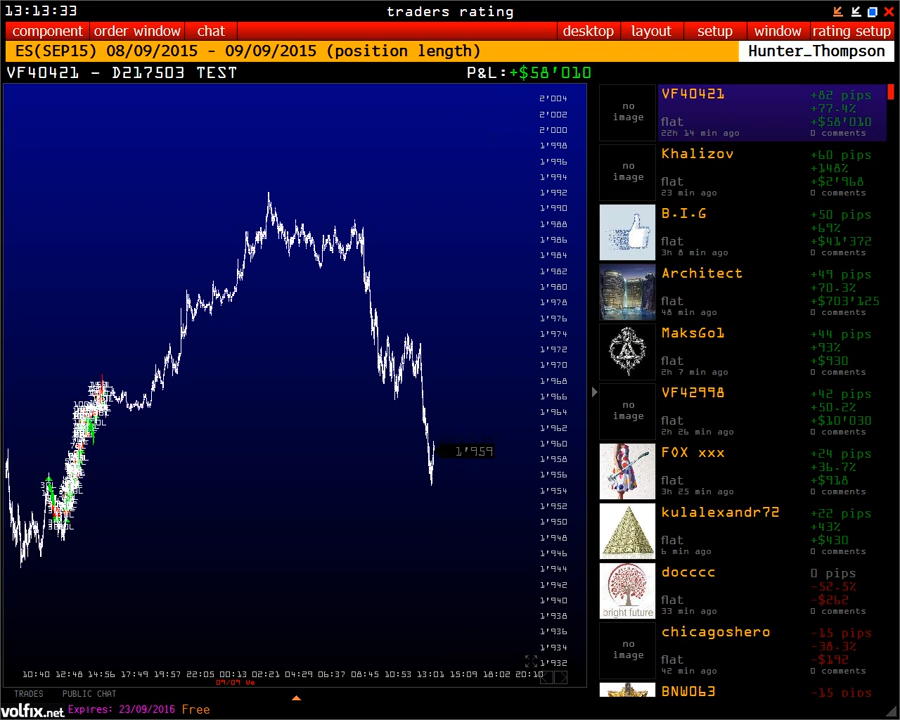 13:13:33
traders rating
component
order window
chat
desktop
layout
setup
window
rating setup
ES(SEP15) 08/09/2015 - 09/09/2015 (position length)
Hunter_Thompson
VF40421 - D217503 TEST
P&L:+$58'010
2'004
2'002
2'000
1'998
1'996
1'994
1'992
1'990
1'988
1'986
1'984
1'982
1'980
1'978
1'976
1'974
1'972
1'970
1'968
1'966
1'964
1'962
1'960
1'958
1'956
1'954
1'952
1'950
1'948
1'946
1'944
1'942
1'940
1'938
1'936
1'934
1'932
1'959
10:40 12:48 14:56 17:49 19:57 22:05 00:13 02:21 04:29 06:37 08:45 10:53 13:01 15:09 18:02 20:10
09/09 We
no image
VF40421
+82 pips
+77.4%
flat
+$58'010
22h 14 min ago
0 comments
no image
Khalizov
+60 pips
+148%
flat
+$2'968
23 min ago
0 comments
B.I.G
+50 pips
+69%
flat
+$41'372
3h 8 min ago
0 comments
Architect
+49 pips
+70.3%
flat
+$703'125
48 min ago
0 comments
MaksGo1
+44 pips
+93%
flat
+$930
2h 7 min ago
0 comments
no image
VF42998
+42 pips
+50.2%
flat
+$10'030
2h 26 min ago
0 comments
FOX xxx
+24 pips
+36.7%
flat
+$918
3h 25 min ago
0 comments
kulalexandr72
+22 pips
+43%
flat
+$430
6 min ago
0 comments
bright future
docccc
0 pips
-52.5%
flat
-$262
33 min ago
0 comments
no image
chicagoshero
-15 pips
-38.3%
flat
-$192
42 min ago
0 comments
BNW063
-15 pips
TRADES
PUBLIC CHAT
volfix.net
Expires: 23/09/2016 Free